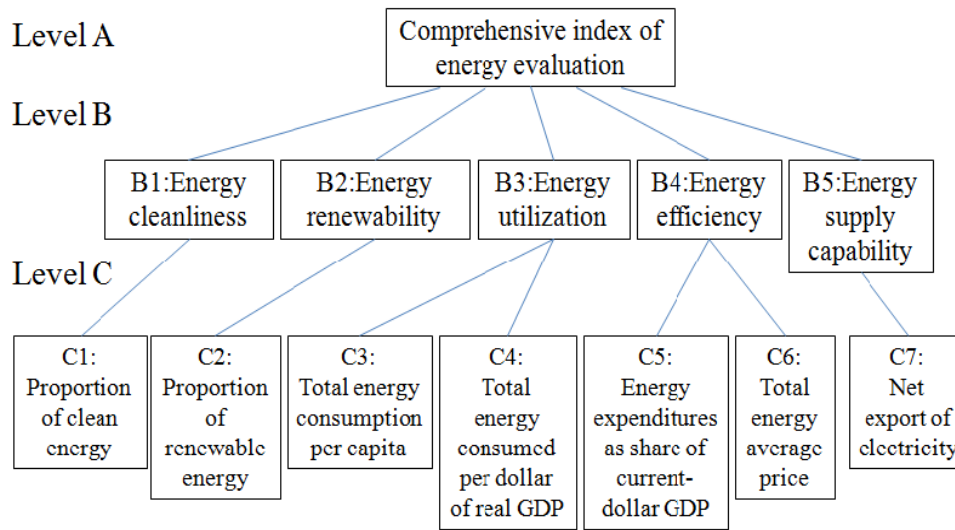 Level A
Comprehensive index of
energy evaluation
Level B
B1:Energy
cleanliness
B2:Energy
renewability
B3:Energy
utilization
B4:Energy
efficiency
B5:Energy
supply
capability
Level C
C1:
Proportion
of clean
energy
C2:
Proportion
of
renewable
energy
C3:
Total energy
consumption
per capita
C4:
Total
energy
consumed
per dollar
of real GDP
C5:
Energy
expenditures
as share of
current-
dollar GDP
C6:
Total
energy
average
price
C7:
Net
export of
electricity